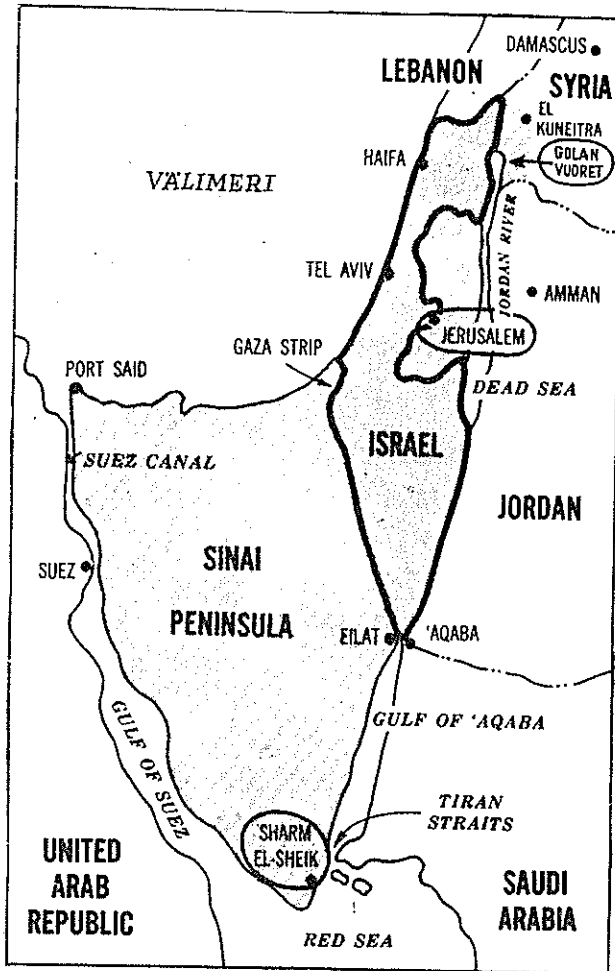 DAMASCUS
LEBANON
SYRIA
EL
KUNEITRA
GOLAN
VUORET
HAIFA
VÄLIMERI
JORDAN RIVER
TEL AVIV
AMMAN
JERUSALEM
GAZA STRIP
PORT SAID
DEAD SEA
ISRAEL
SUEZ CANAL
JORDAN
SINAI
PENINSULA
SUEZ
EILAT
'AQABA
GULF OF 'AQABA
GULF OF SUEZ
TIRAN
STRAITS
SHARM
EL-SHEIK
UNITED
ARAB
REPUBLIC
SAUDI
ARABIA
RED SEA